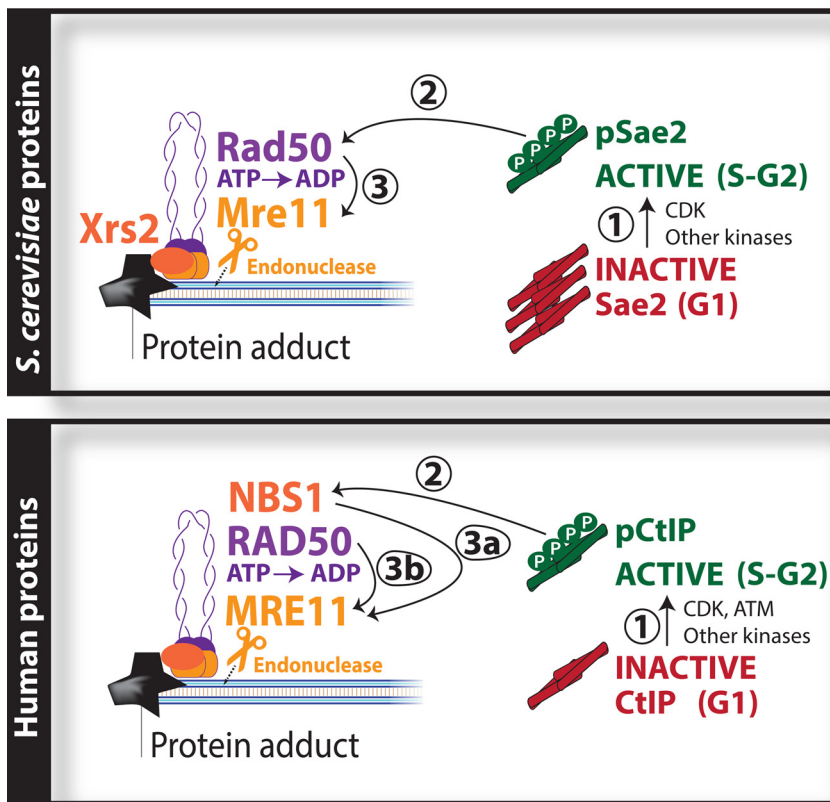 S. cerevisiae proteins
2
Rad50
ATP→ADP
3
Mre11
Xrs2
Endonuclease
Protein adduct
P P P P
pSae2
ACTIVE (S-G2)
1
CDK
Other kinases
INACTIVE
Sae2 (G1)
Human proteins
2
NBS1
RAD50
3a
ATP→ADP
3b
MRE11
Endonuclease
Protein adduct
P P P P
pCtIP
ACTIVE (S-G2)
1
CDK, ATM
Other kinases
INACTIVE
CtIP (G1)